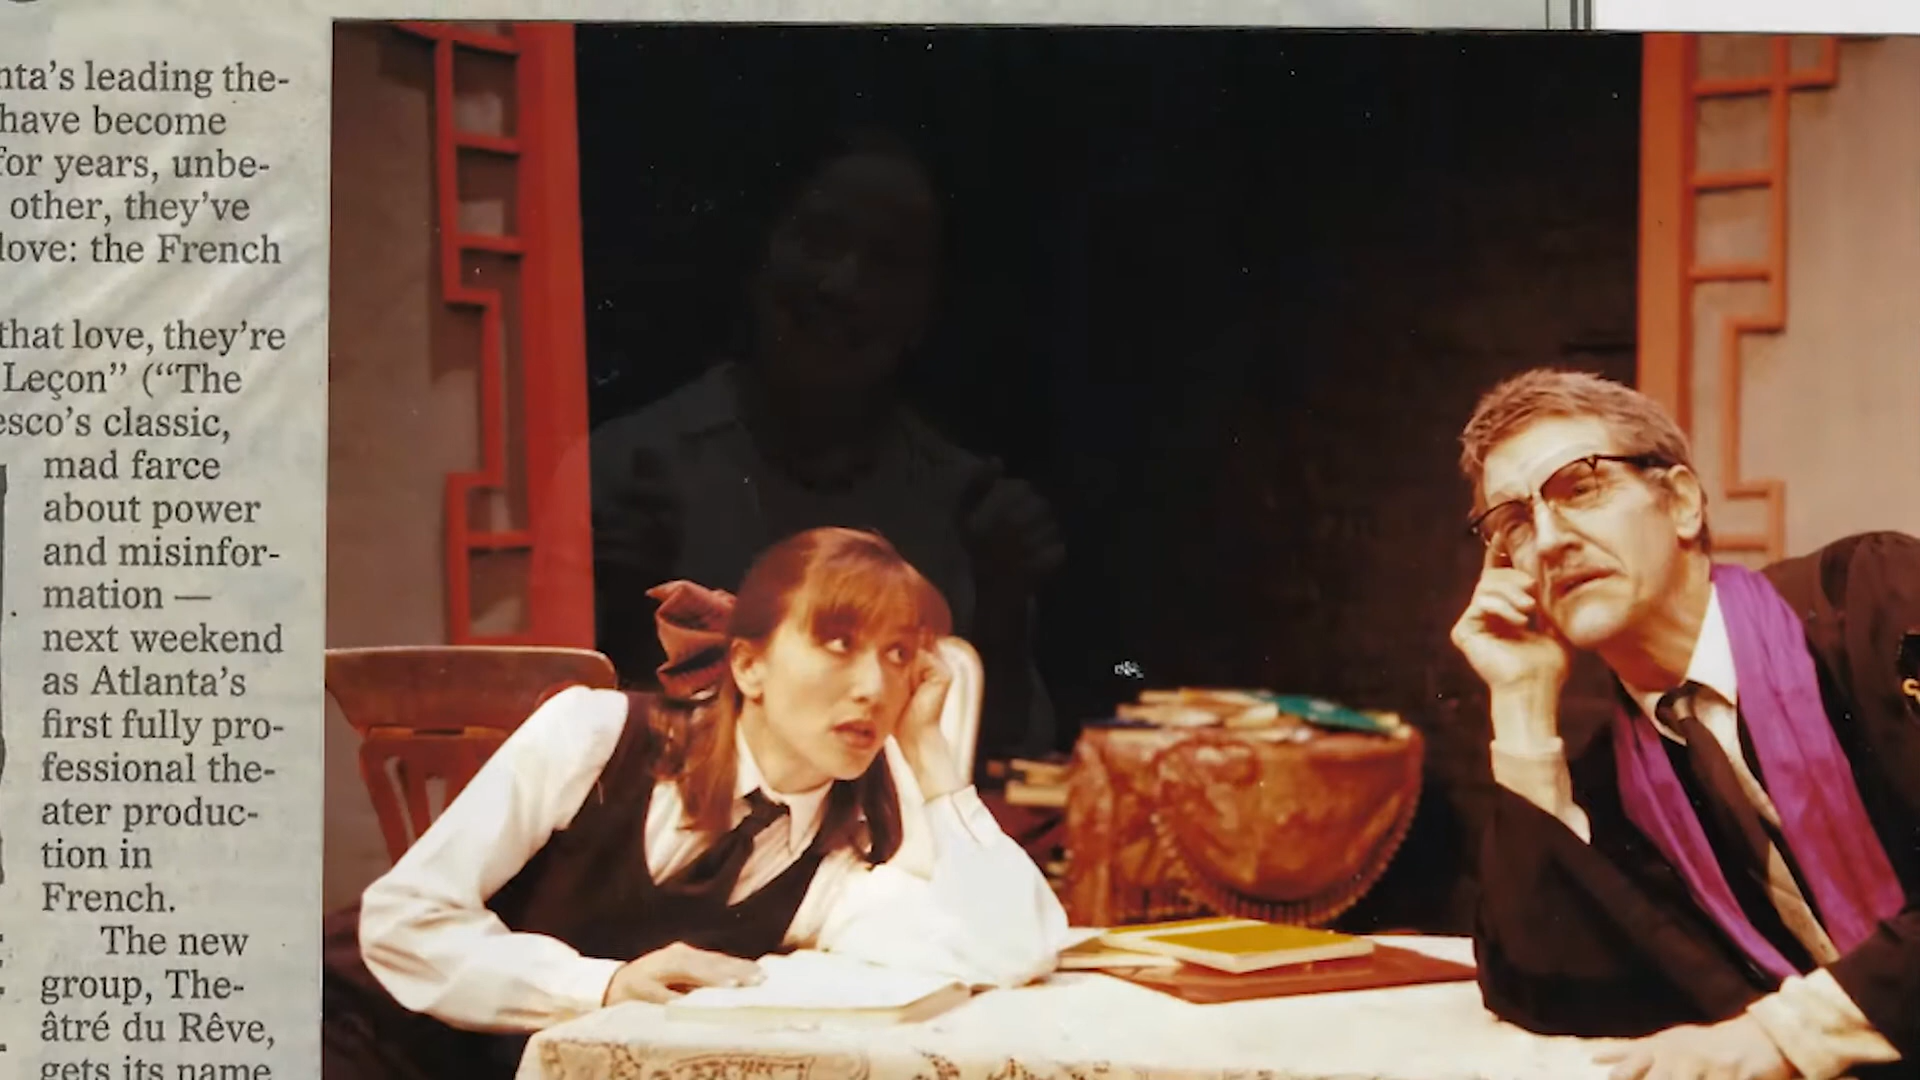 nta's leading the-
have become
for years, unbe-
other, they've
love: the French
that love, they're
Leçon” (“The
esco's classic,
mad farce
about power
and misinfor-
mation —
next weekend
as Atlanta's
first fully pro-
fessional the-
ater produc-
tion in
French.
The new
group, The-
âtré du Rêve,
gets its name